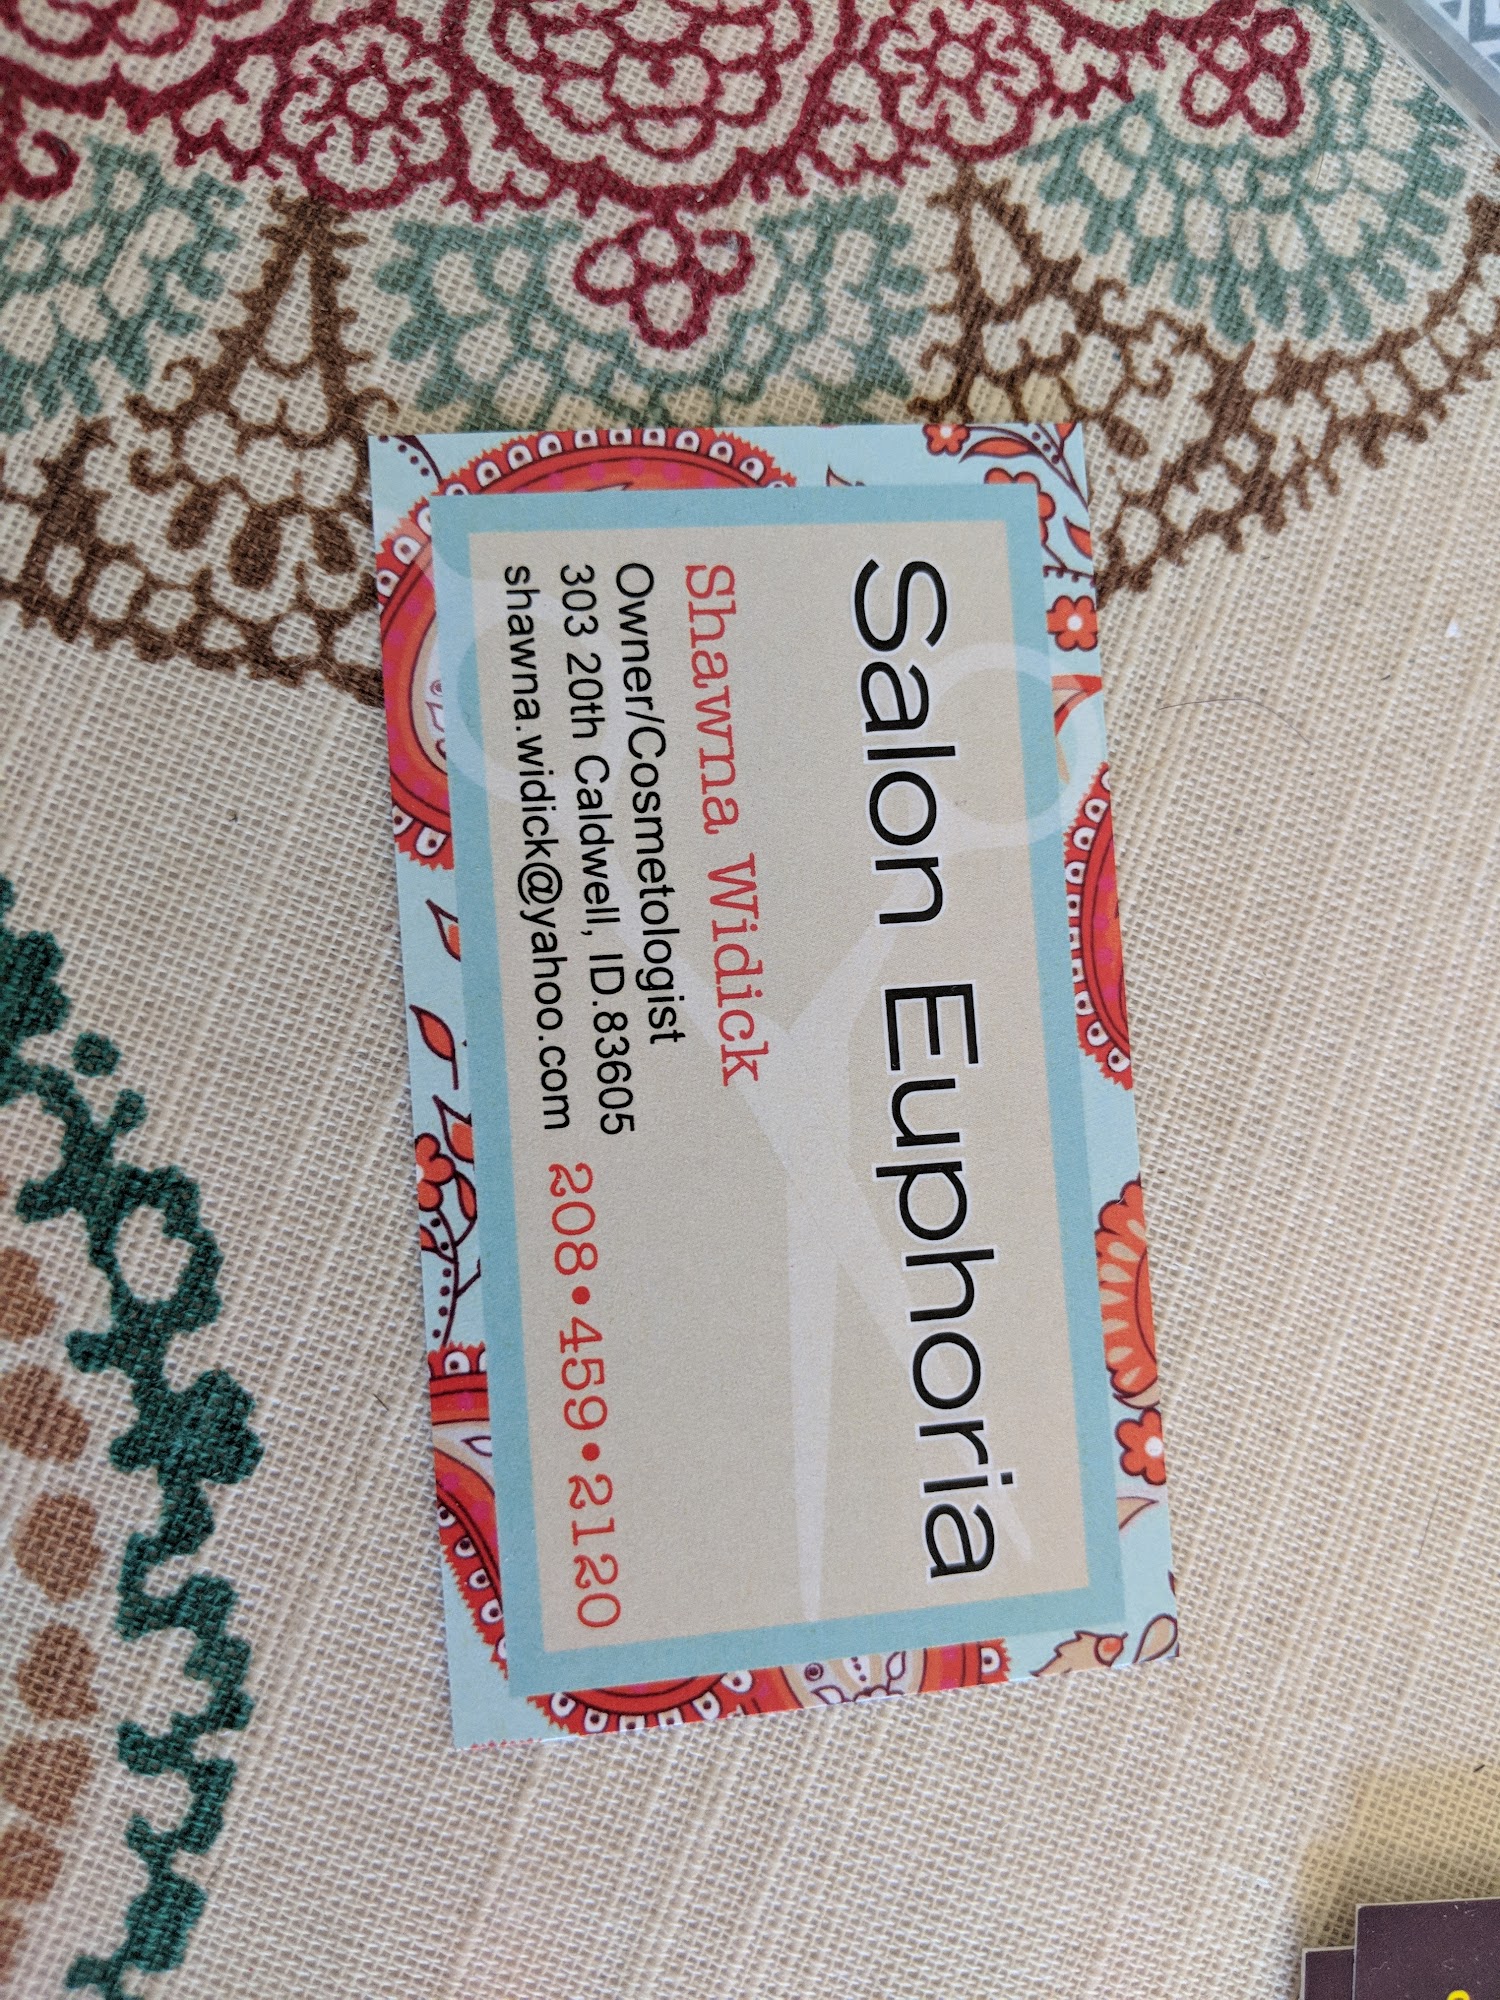 Salon Euphoria
Shawna Widick
Owner/Cosmetologist
303 20th Caldwell, ID.83605
shawna.widick@yahoo.com 208•459•2120